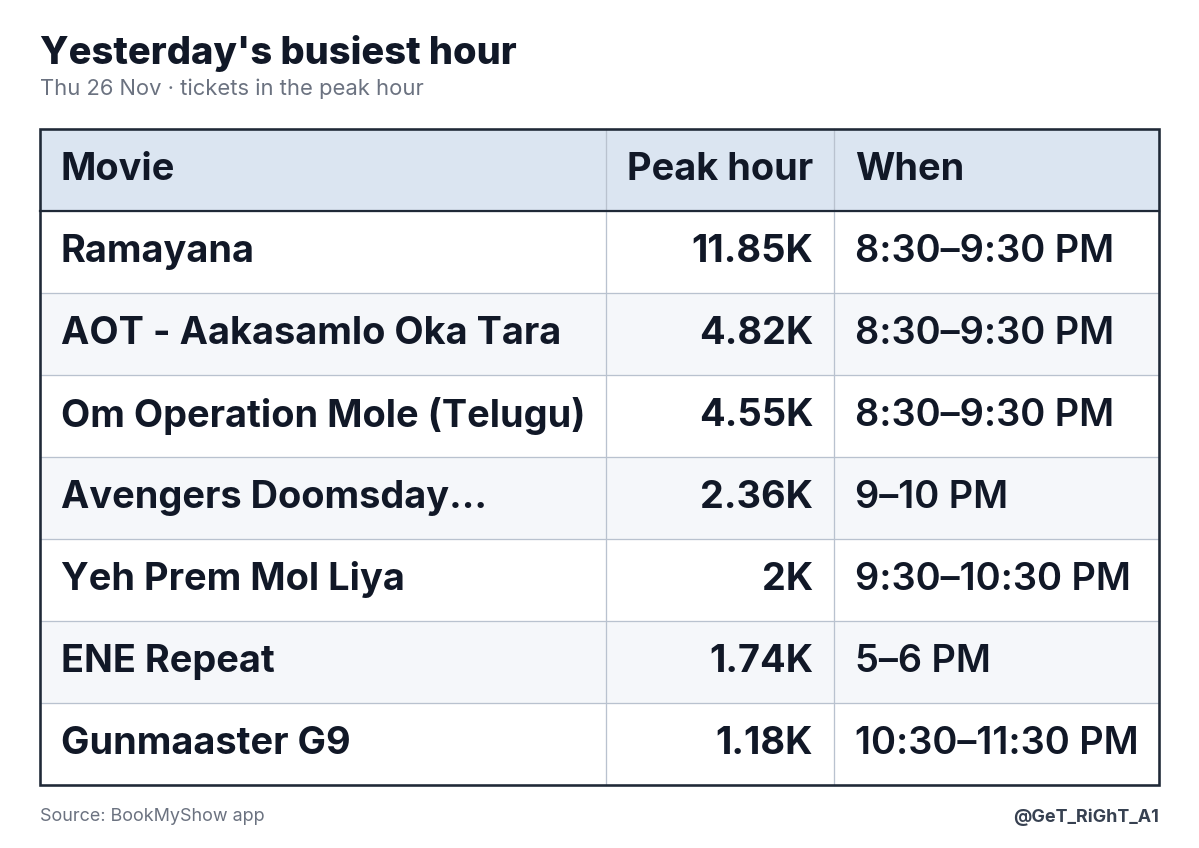 Yesterday's busiest hour
Thu 26 Nov · tickets in the peak hour
Movie Peak hour When
Ramayana 11.85K 8:30–9:30 PM
AOT - Aakasamlo Oka Tara 4.82K 8:30–9:30 PM
Om Operation Mole (Telugu) 4.55K 8:30–9:30 PM
Avengers Doomsday... 2.36K 9–10 PM
Yeh Prem Mol Liya 2K 9:30–10:30 PM
ENE Repeat 1.74K 5–6 PM
Gunmaaster G9 1.18K 10:30–11:30 PM
Source: BookMyShow app @GeT_RiGhT_A1